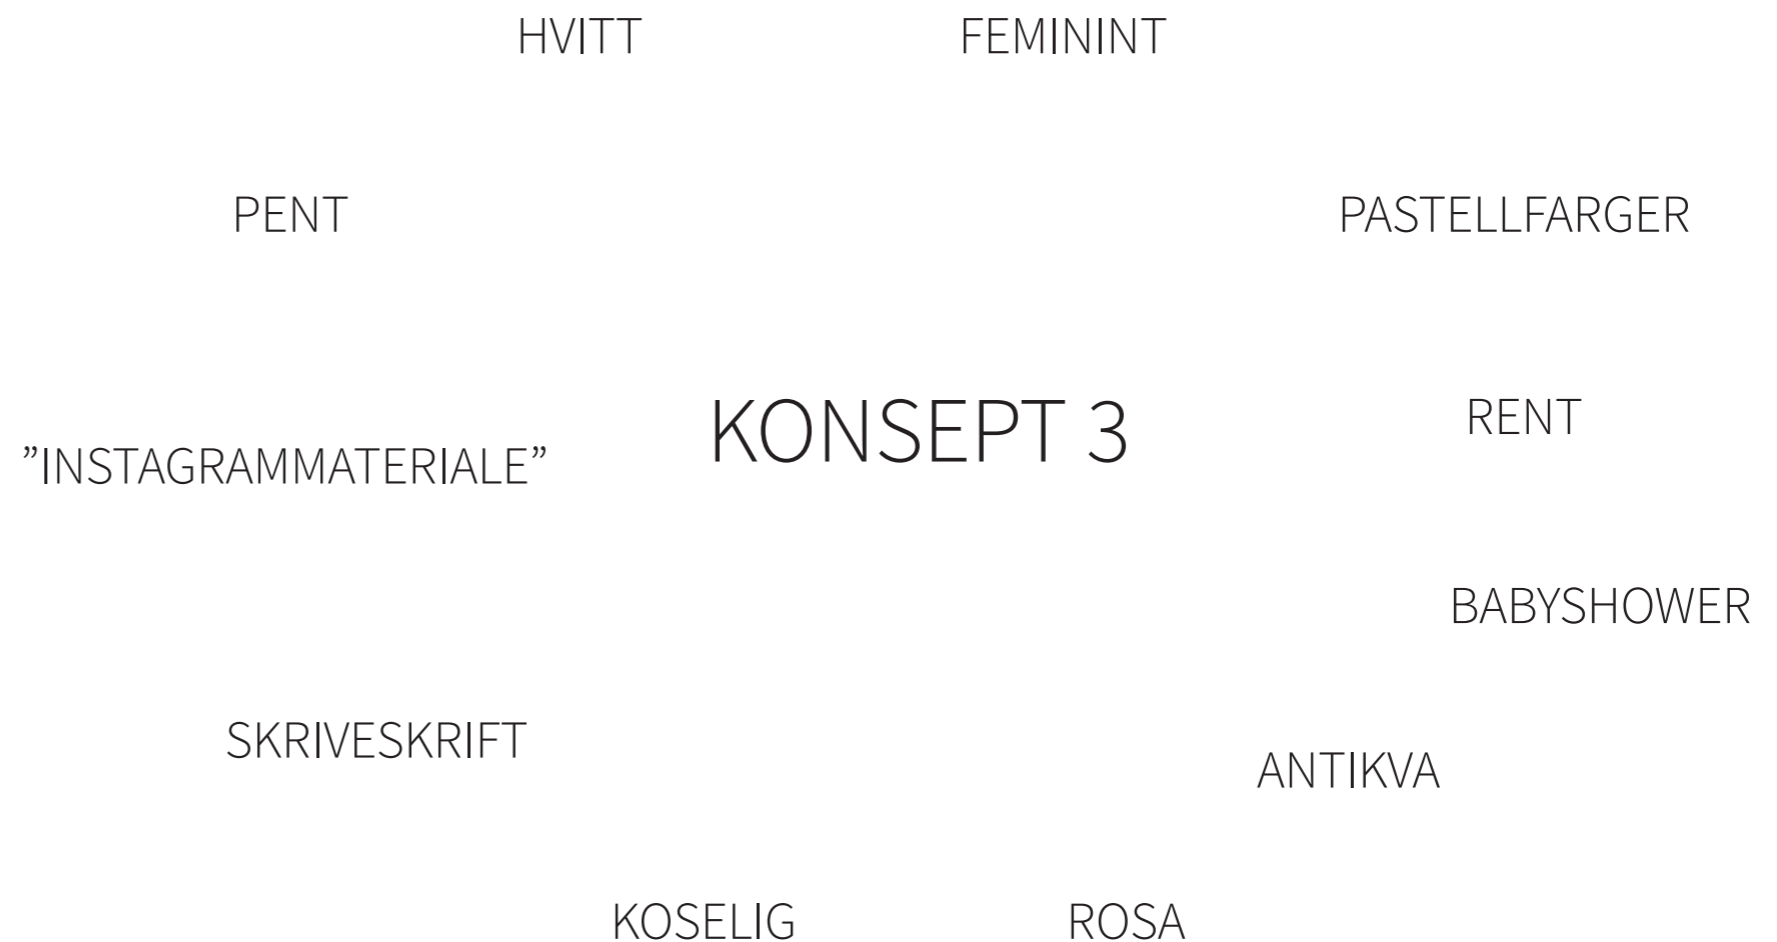 HVITT
FEMININT
PENT
PASTELLFARGER
KONSEPT 3
RENT
”INSTAGRAMMATERIALE”
BABYSHOWER
SKRIVESKRIFT
ANTIKVA
KOSELIG
ROSA